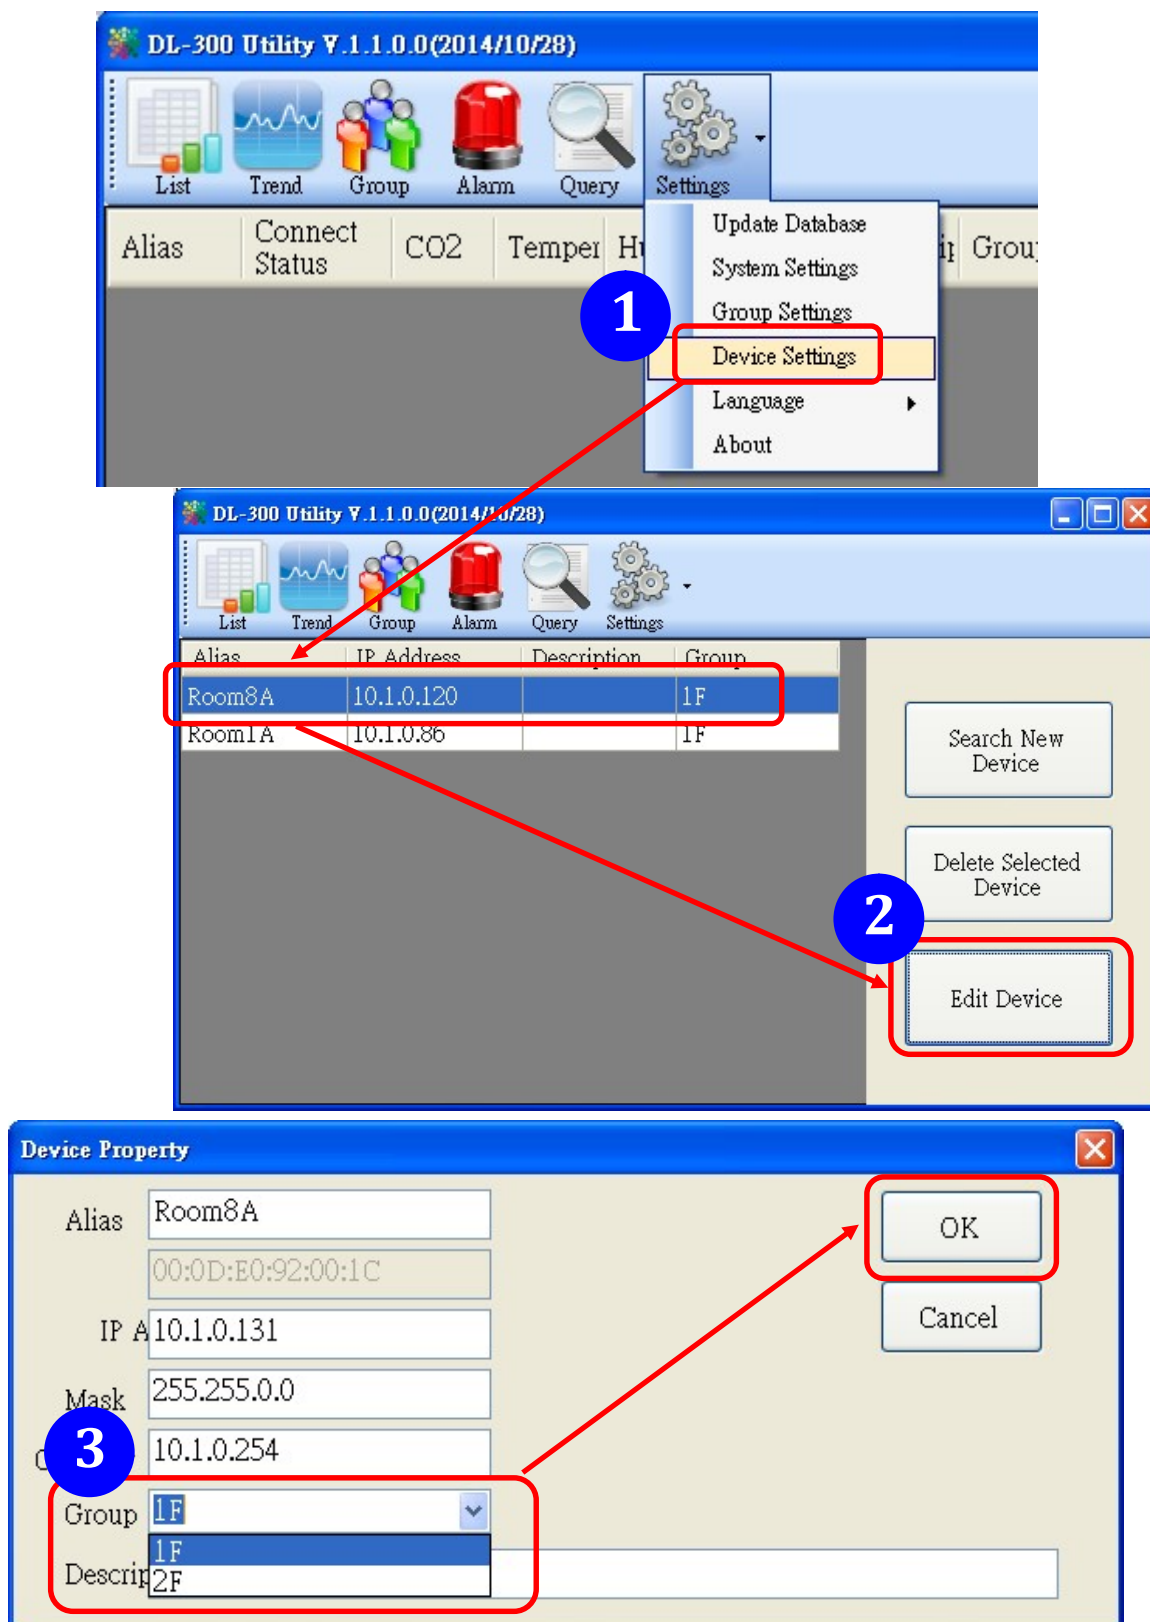 DL-300 Utility V.1.1.0.0(2014/10/28)
List Trend Group Alarm Query Settings
Update Database
System Settings
Group Settings
Device Settings
Language
About
Alias Connect Status CO2 Temper Hu Grou
1
DL-300 Utility V.1.1.0.0(2014/10/28)
List Trend Group Alarm Query Settings
Alias IP Address Description Group
Room8A 10.1.0.120 1F
Room1A 10.1.0.86 1F
Search New
Device
Delete Selected
Device
2
Edit Device
Device Property
Alias Room8A
00:0D:E0:92:00:1C
IP A 10.1.0.131
Mask 255.255.0.0
3
10.1.0.254
Group 1F
1F
2F
Descrip
OK
Cancel